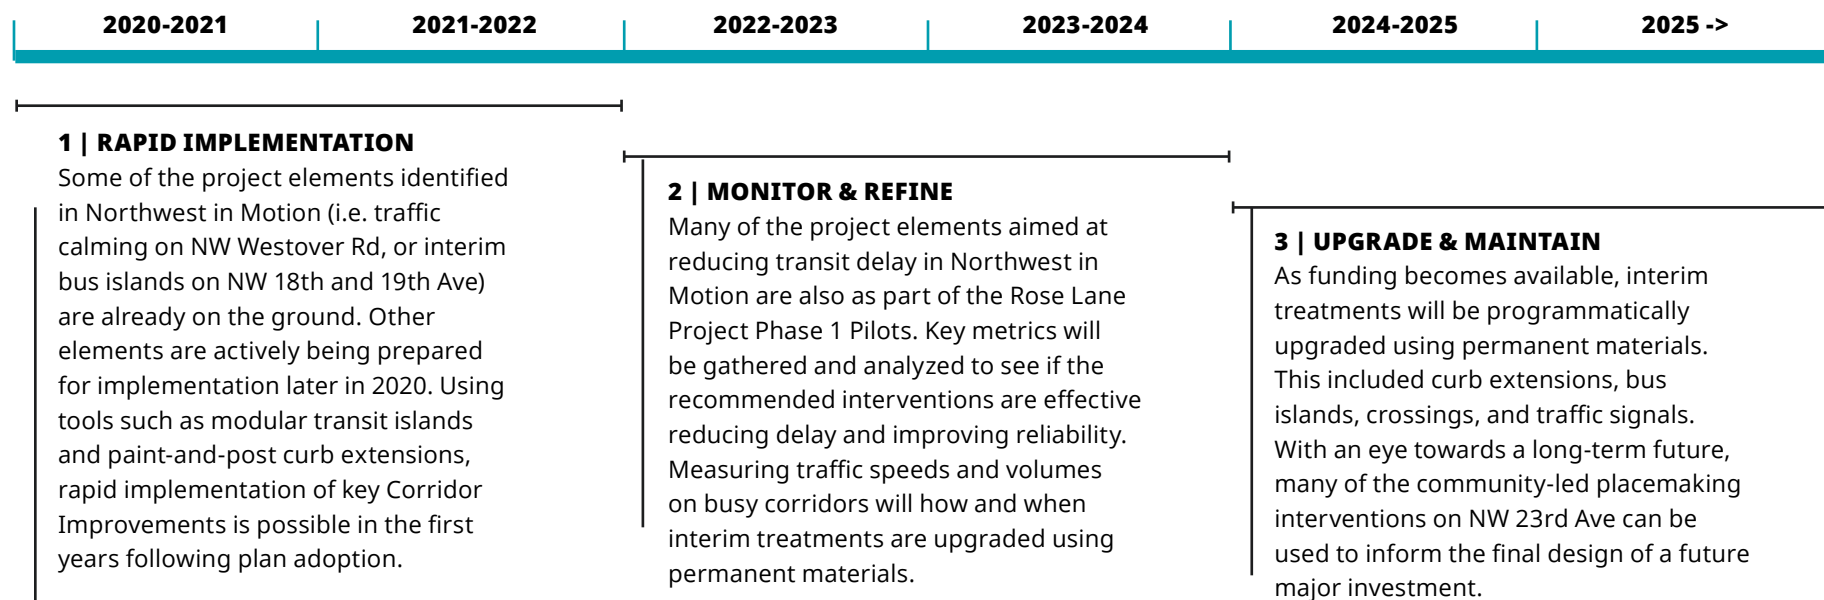 2020-2021
2021-2022
2022-2023
2023-2024
2024-2025
2025 ->
1 | RAPID IMPLEMENTATION
Some of the project elements identified
in Northwest in Motion (i.e. traffic
calming on NW Westover Rd, or interim
bus islands on NW 18th and 19th Ave)
are already on the ground. Other
elements are actively being prepared
for implementation later in 2020. Using
tools such as modular transit islands
and paint-and-post curb extensions,
rapid implementation of key Corridor
Improvements is possible in the first
years following plan adoption.
2 | MONITOR & REFINE
Many of the project elements aimed at
reducing transit delay in Northwest in
Motion are also as part of the Rose Lane
Project Phase 1 Pilots. Key metrics will
be gathered and analyzed to see if the
recommended interventions are effective
reducing delay and improving reliability.
Measuring traffic speeds and volumes
on busy corridors will how and when
interim treatments are upgraded using
permanent materials.
3 | UPGRADE & MAINTAIN
As funding becomes available, interim
treatments will be programmatically
upgraded using permanent materials.
This included curb extensions, bus
islands, crossings, and traffic signals.
With an eye towards a long-term future,
many of the community-led placemaking
interventions on NW 23rd Ave can be
used to inform the final design of a future
major investment.